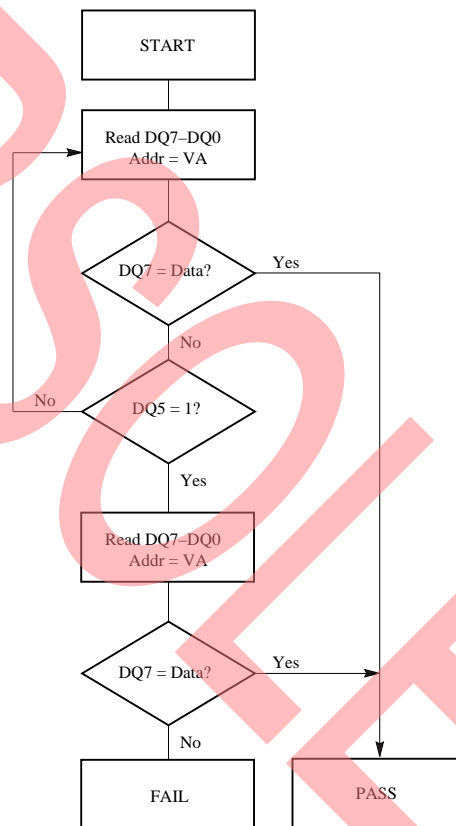 START
Read DQ7–DQ0
Addr = VA
DQ7 = Data?
Yes
No
DQ5 = 1?
No
Yes
Read DQ7–DQ0
Addr = VA
DQ7 = Data?
Yes
No
FAIL
PASS